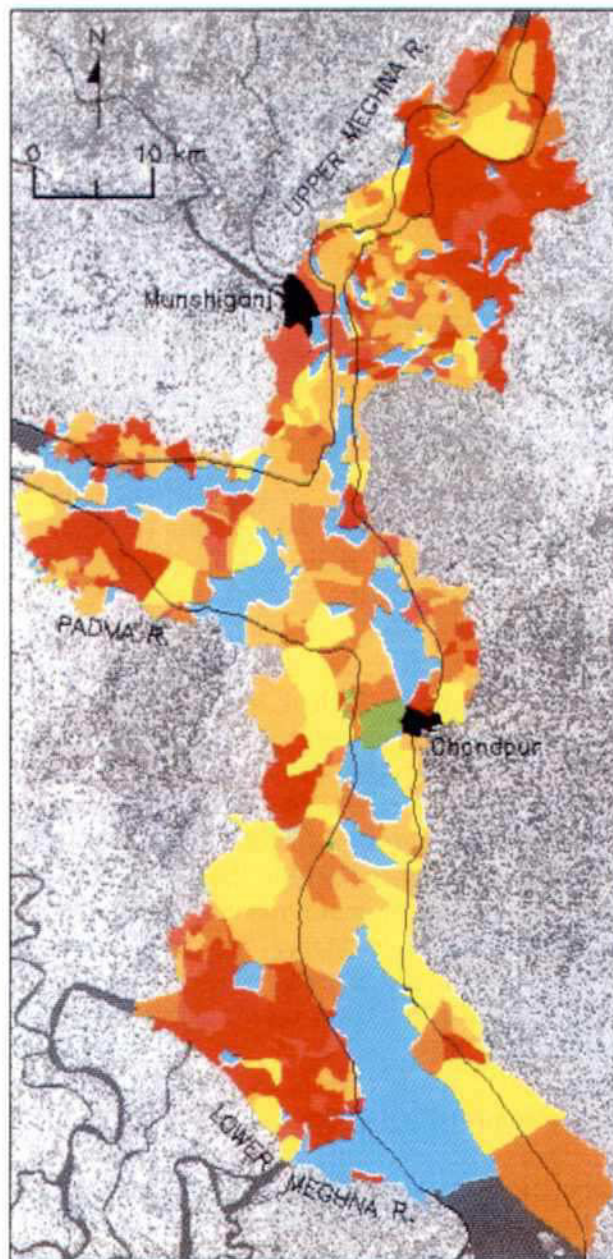 N
0 10 km
UPPER MEGHNA R.
Munshiganj
PADMA R.
Chandpur
LOWER MEGHNA R.